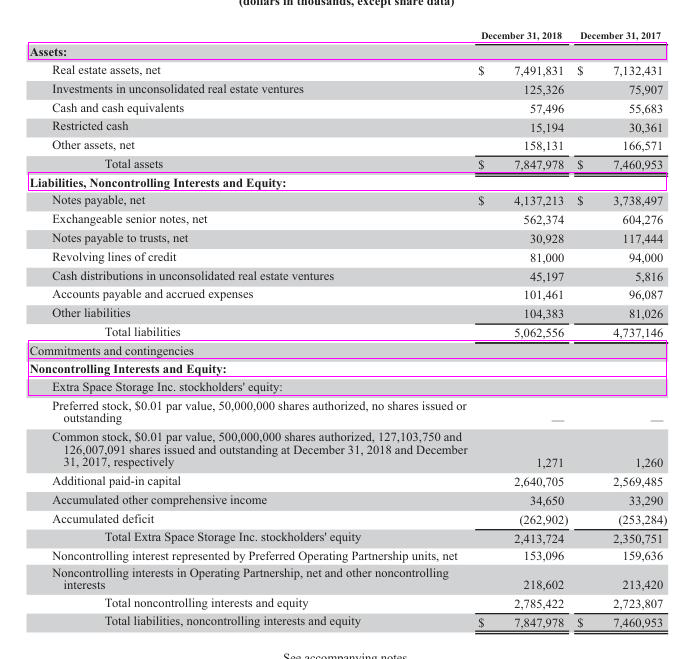 (dollars in thousands, except share data)
December 31, 2018 December 31, 2017
Assets:
Real estate assets, net $ 7,491,831 $ 7,132,431
Investments in unconsolidated real estate ventures 125,326 75,907
Cash and cash equivalents 57,496 55,683
Restricted cash 15,194 30,361
Other assets, net 158,131 166,571
Total assets $ 7,847,978 $ 7,460,953
Liabilities, Noncontrolling Interests and Equity:
Notes payable, net $ 4,137,213 $ 3,738,497
Exchangeable senior notes, net 562,374 604,276
Notes payable to trusts, net 30,928 117,444
Revolving lines of credit 81,000 94,000
Cash distributions in unconsolidated real estate ventures 45,197 5,816
Accounts payable and accrued expenses 101,461 96,087
Other liabilities 104,383 81,026
Total liabilities 5,062,556 4,737,146
Commitments and contingencies
Noncontrolling Interests and Equity:
Extra Space Storage Inc. stockholders' equity:
Preferred stock, $0.01 par value, 50,000,000 shares authorized, no shares issued or
outstanding — —
Common stock, $0.01 par value, 500,000,000 shares authorized, 127,103,750 and
126,007,091 shares issued and outstanding at December 31, 2018 and December
31, 2017, respectively 1,271 1,260
Additional paid-in capital 2,640,705 2,569,485
Accumulated other comprehensive income 34,650 33,290
Accumulated deficit (262,902) (253,284)
Total Extra Space Storage Inc. stockholders' equity 2,413,724 2,350,751
Noncontrolling interest represented by Preferred Operating Partnership units, net 153,096 159,636
Noncontrolling interests in Operating Partnership, net and other noncontrolling
interests 218,602 213,420
Total noncontrolling interests and equity 2,785,422 2,723,807
Total liabilities, noncontrolling interests and equity $ 7,847,978 $ 7,460,953
See accompanying notes